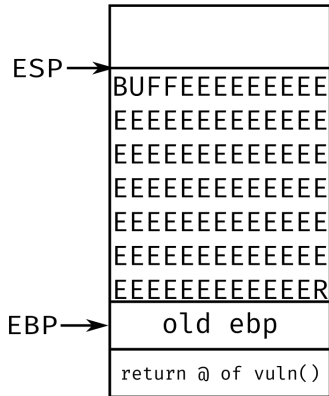 ESP
BUFFEEEEEEEEE
EEEEEEEEEEEEE
EEEEEEEEEEEEE
EEEEEEEEEEEEE
EEEEEEEEEEEEE
EEEEEEEEEEEEE
EEEEEEEEEEEER
EBP
old ebp
return @ of vuln()